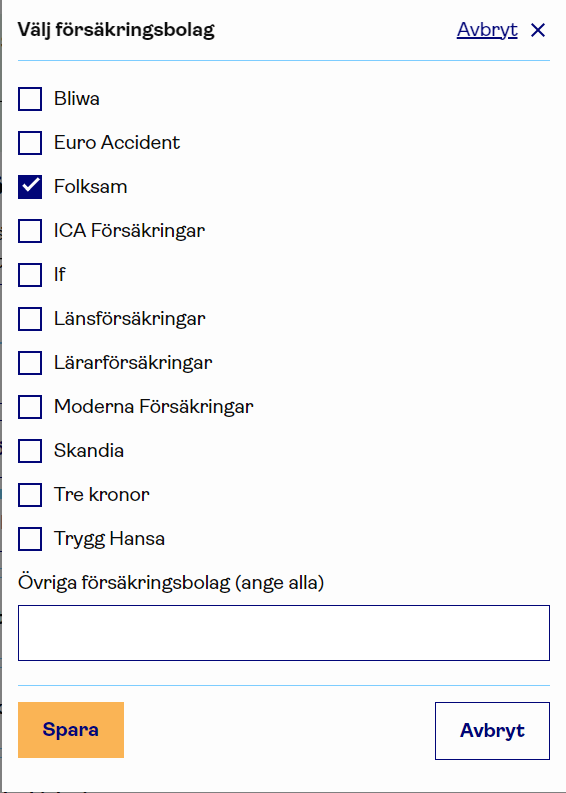 Välj försäkringsbolag Avbryt
Bliwa
Euro Accident
Folksam
ICA Försäkringar
If
Länsförsäkringar
Lärarförsäkringar
Moderna Försäkringar
Skandia
Tre kronor
Trygg Hansa
Övriga försäkringsbolag (ange alla)
Spara Avbryt